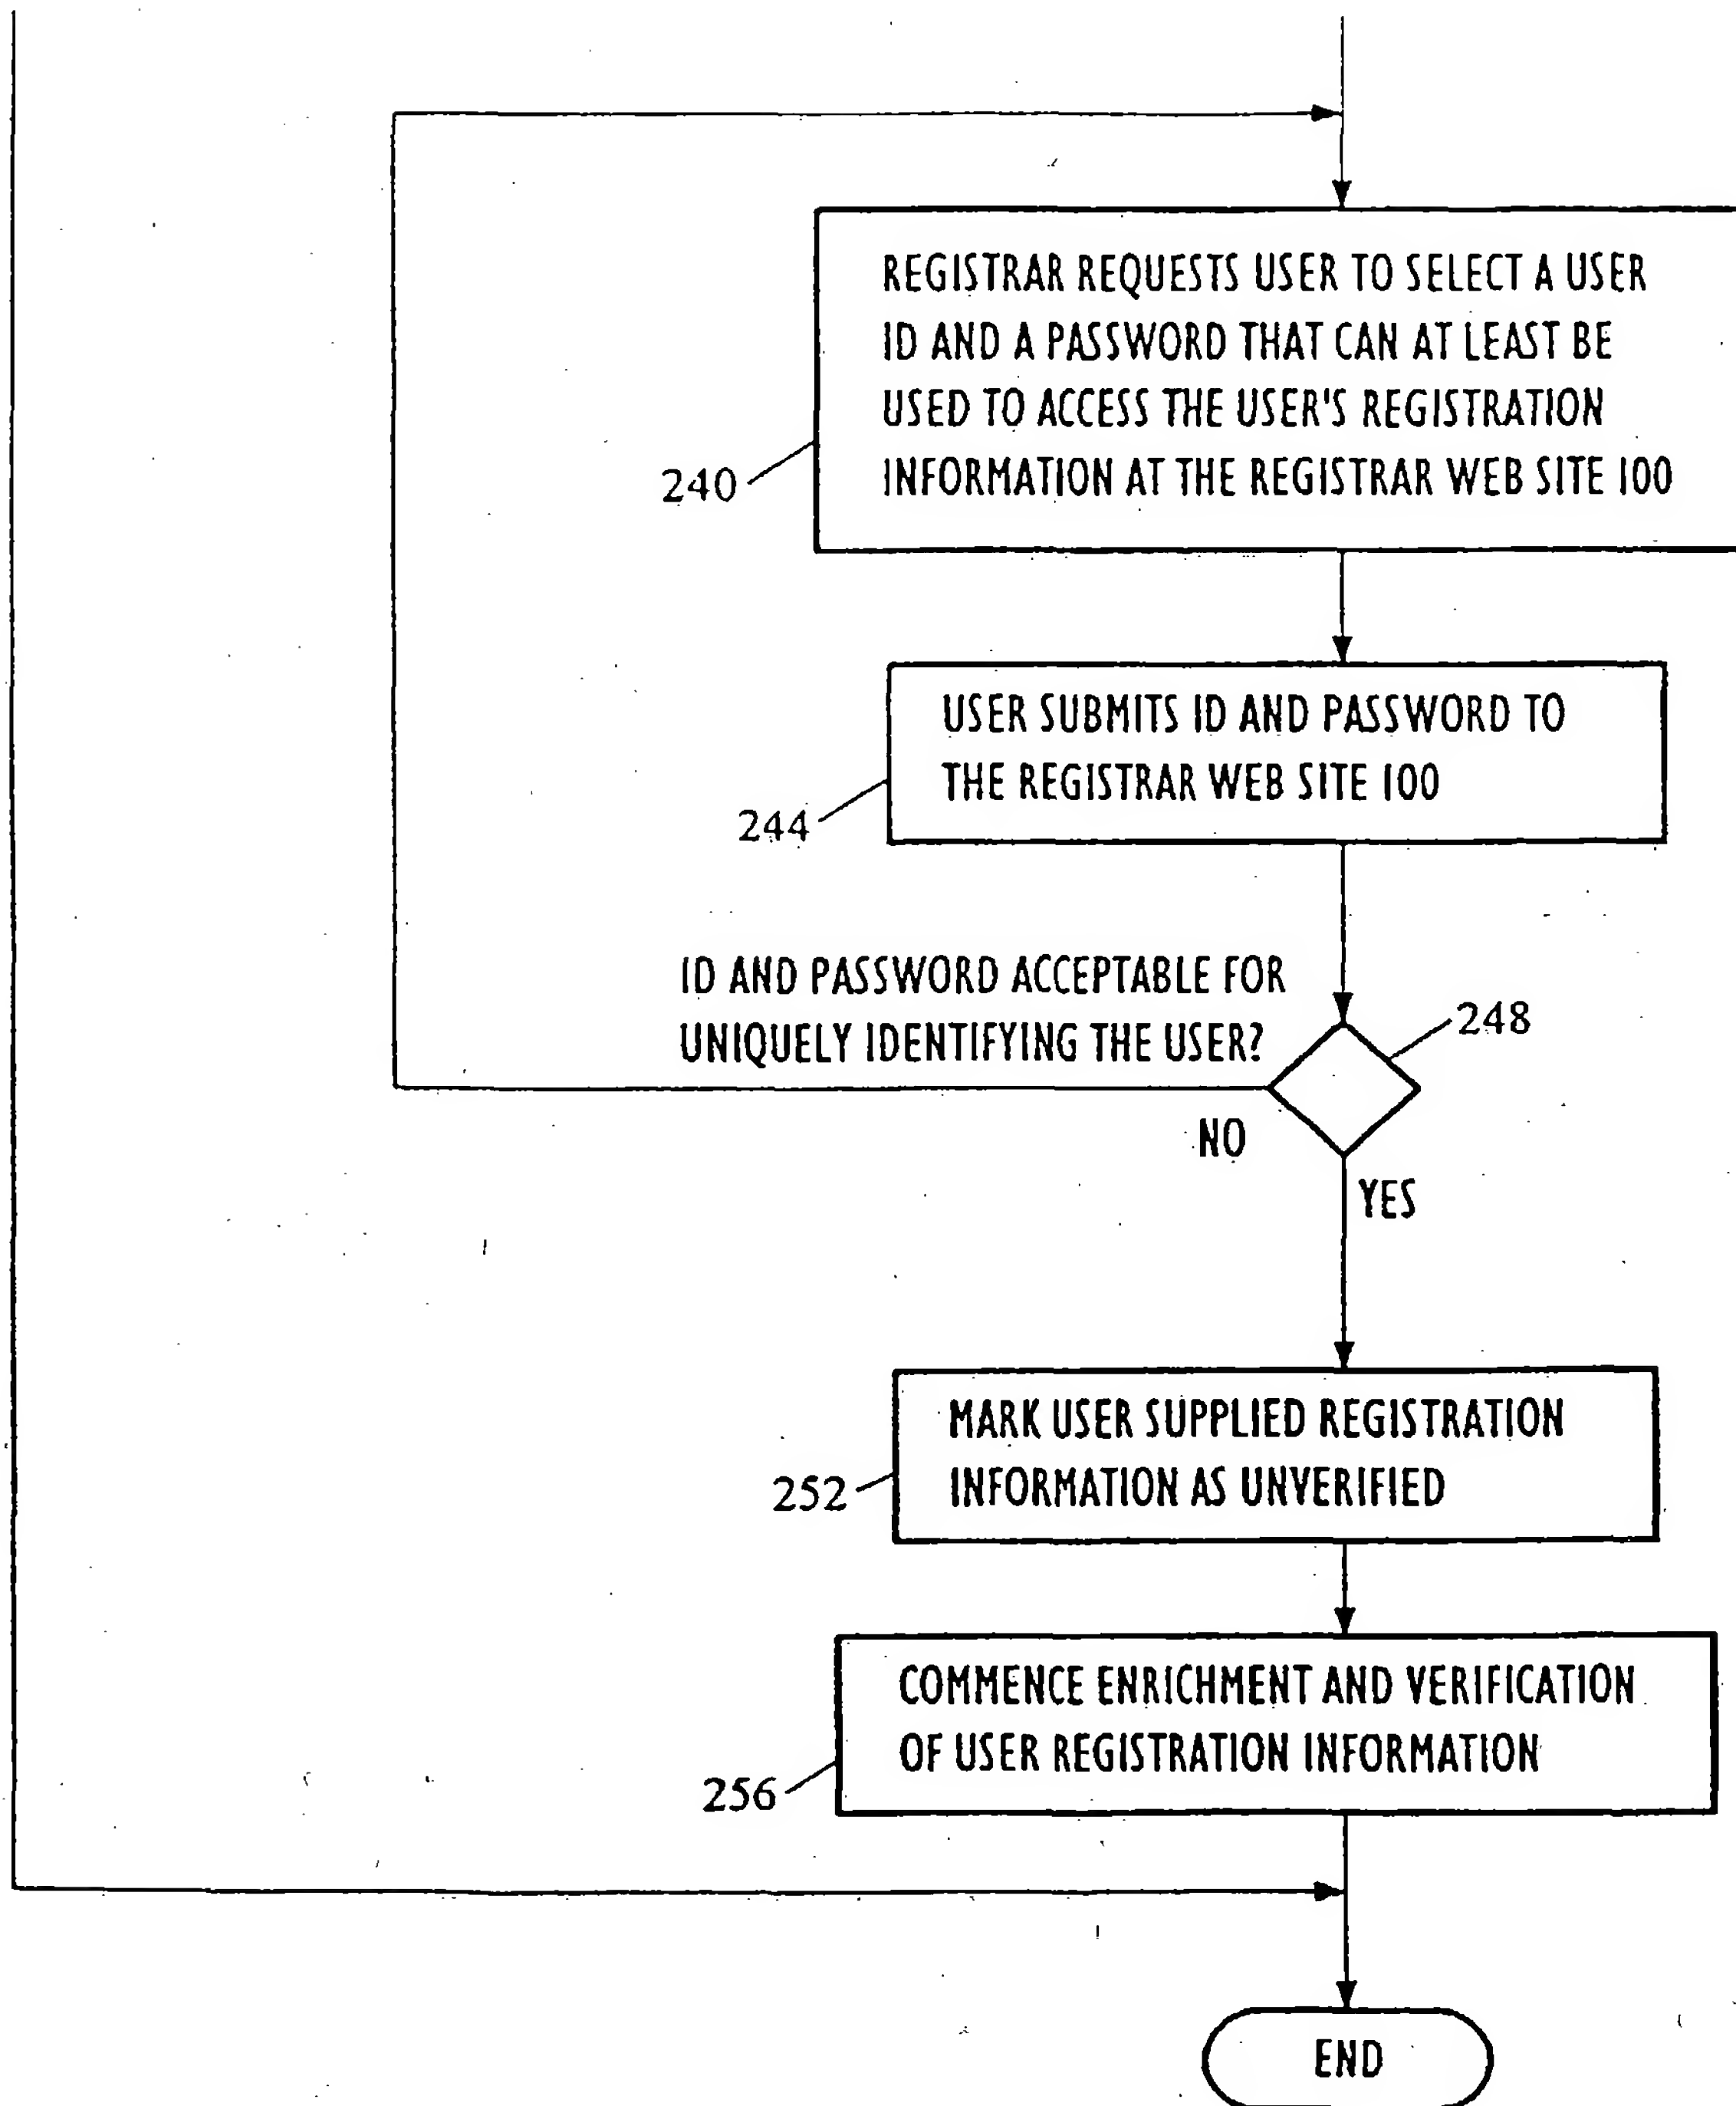 REGISTRAR REQUESTS USER TO SELECT A USER
ID AND A PASSWORD THAT CAN AT LEAST BE
USED TO ACCESS THE USER'S REGISTRATION
INFORMATION AT THE REGISTRAR WEB SITE 100
240
USER SUBMITS ID AND PASSWORD TO
THE REGISTRAR WEB SITE 100
244
ID AND PASSWORD ACCEPTABLE FOR
UNIQUELY IDENTIFYING THE USER?
248
NO
YES
MARK USER SUPPLIED REGISTRATION
INFORMATION AS UNVERIFIED
252
COMMENCE ENRICHMENT AND VERIFICATION
OF USER REGISTRATION INFORMATION
256
END